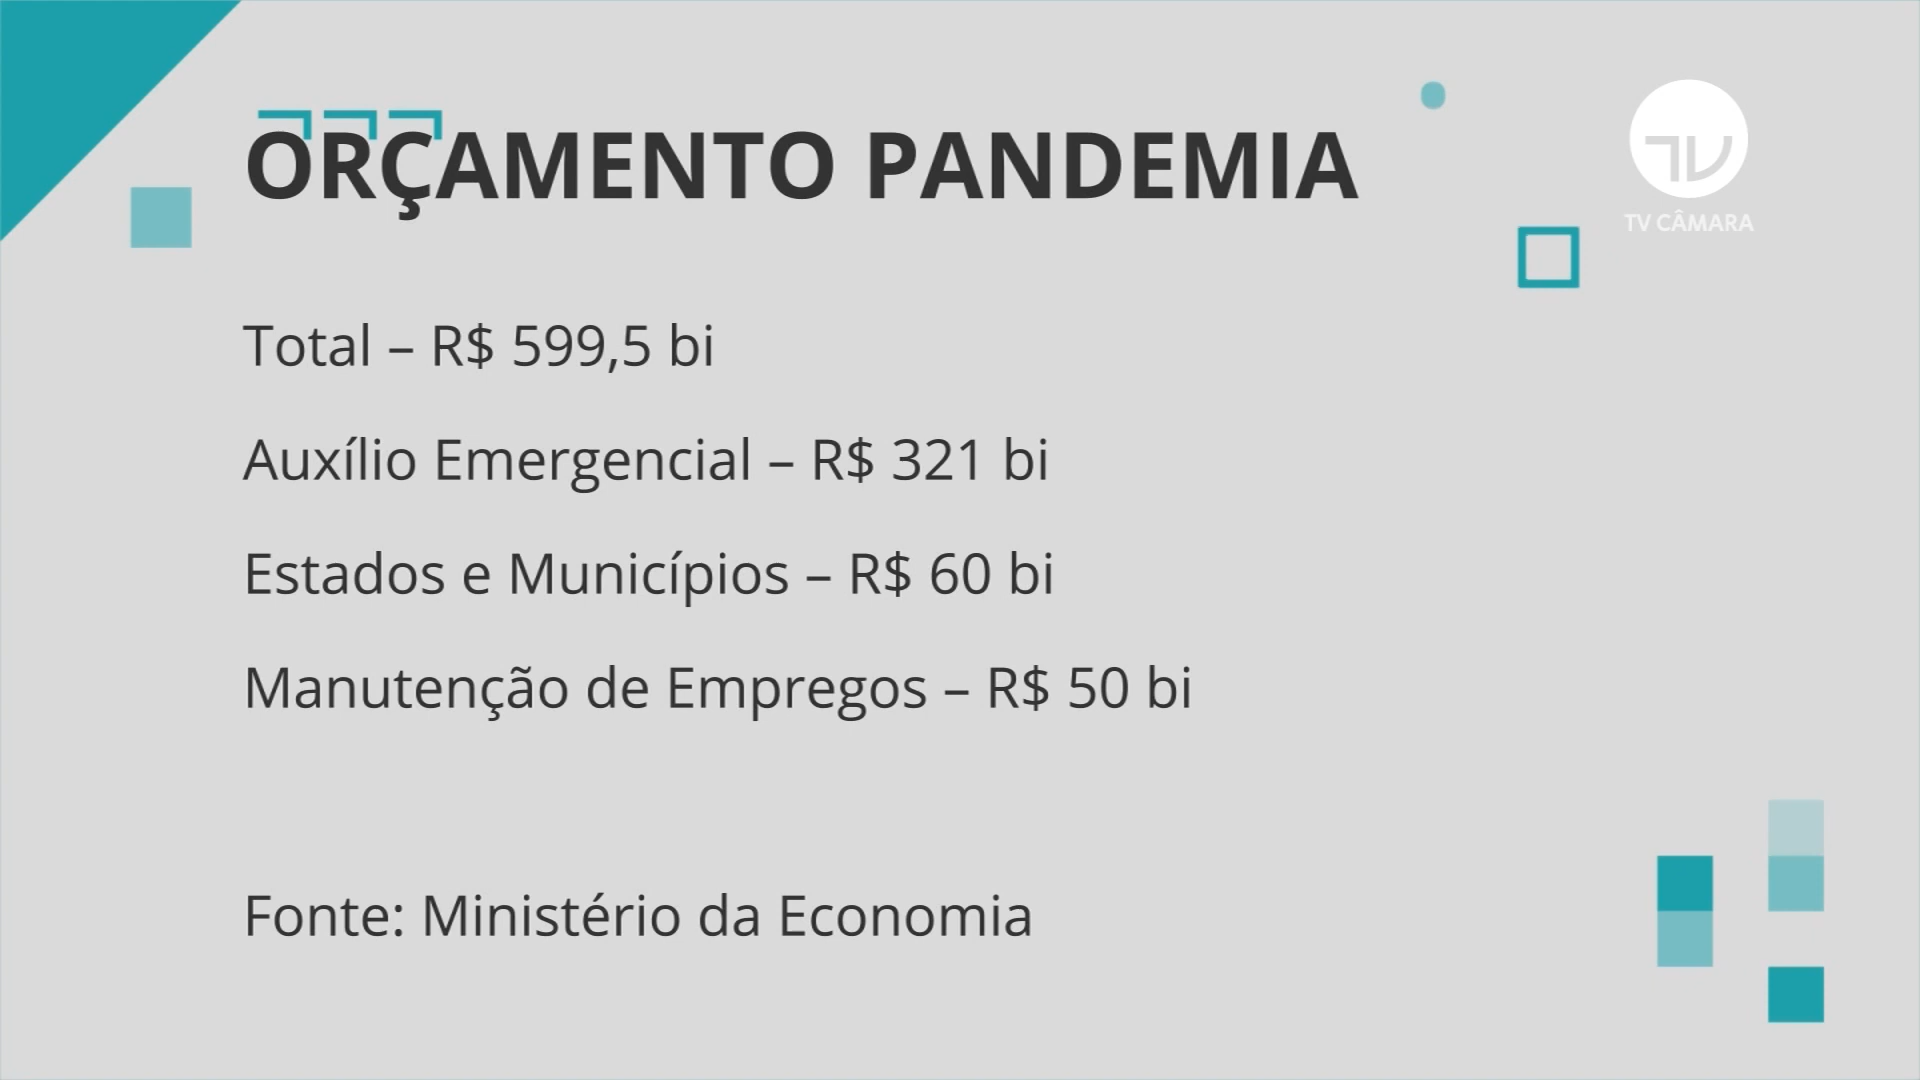 ORÇAMENTO PANDEMIA
TV CÂMARA
Total – R$ 599,5 bi
Auxílio Emergencial – R$ 321 bi
Estados e Municípios – R$ 60 bi
Manutenção de Empregos – R$ 50 bi
Fonte: Ministério da Economia